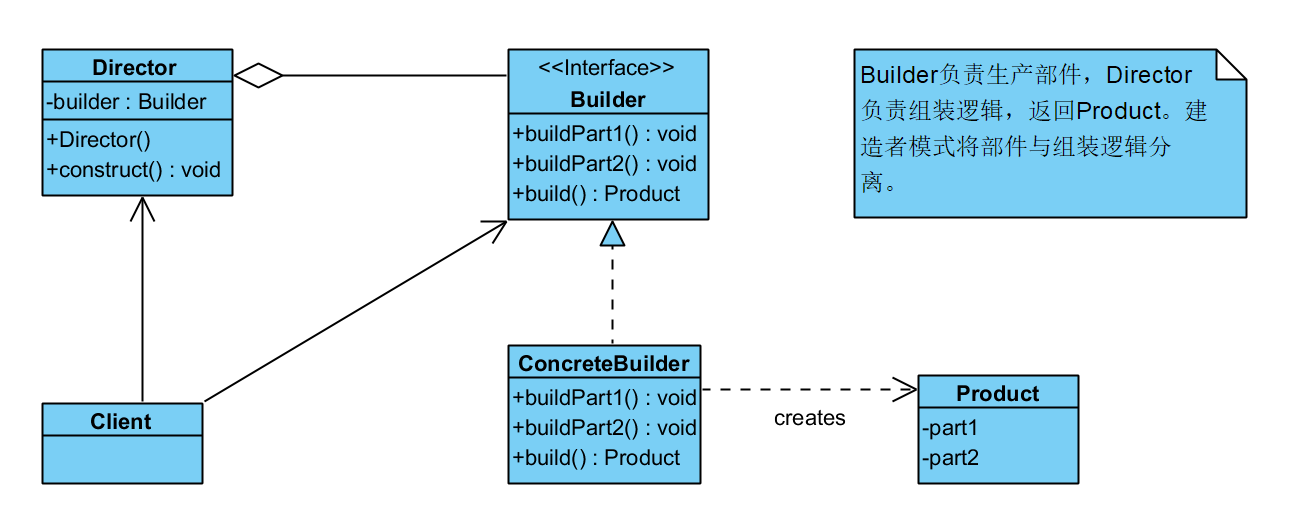 Director
-builder : Builder
+Director()
+construct() : void
<<Interface>>
Builder
+buildPart1() : void
+buildPart2() : void
+build() : Product
Builder负责生产部件，Director
负责组装逻辑，返回Product。建
造者模式将部件与组装逻辑分
离。
Client
ConcreteBuilder
+buildPart1() : void
+buildPart2() : void
+build() : Product
creates
Product
-part1
-part2